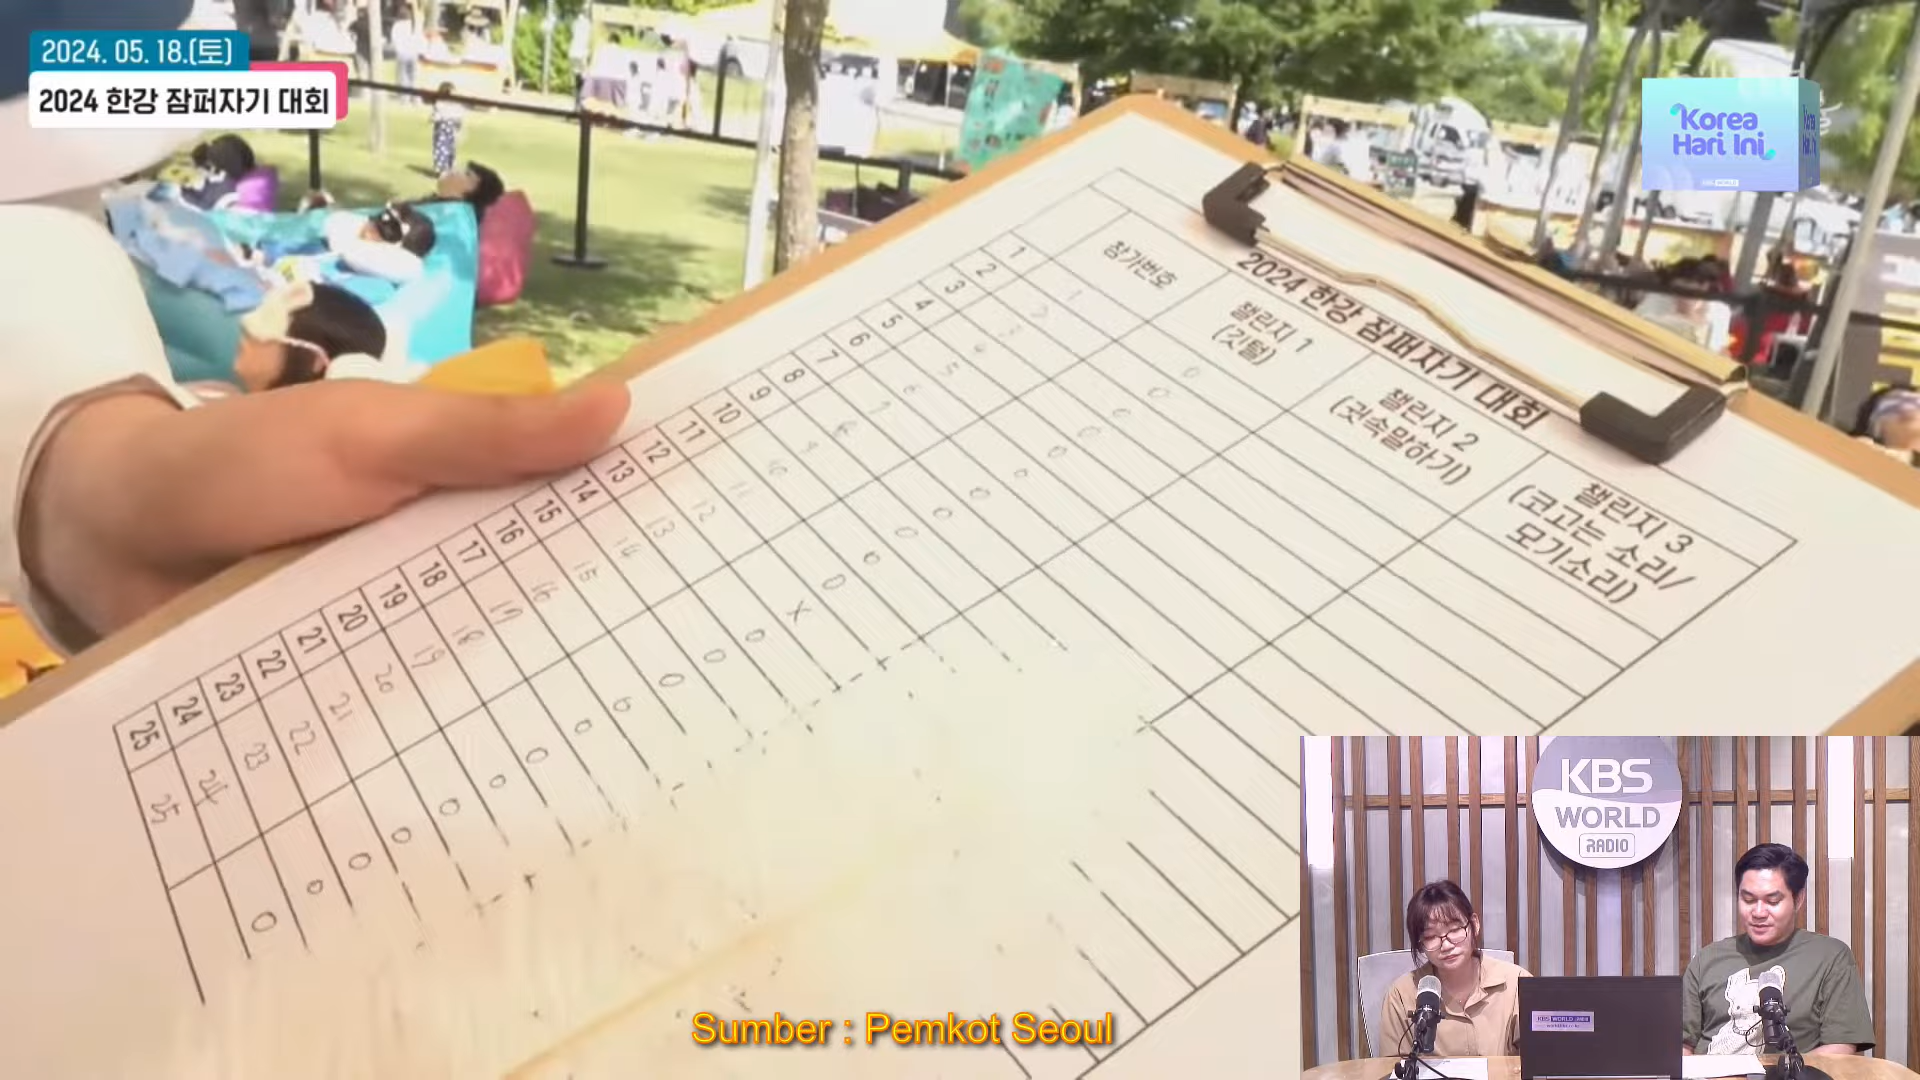 2024. 05. 18.(토)
2024 한강 잠퍼자기 대회
Korea
Hari Ini
KBS WORLD
2024 한강 잠퍼자기 대회
참가번호
챌린지 1
(깃털)
챌린지 2
(귓속말하기)
챌린지 3
(코고는 소리/
모기소리)
1
2
3
4
5
6
7
8
9
10
11
12
13
14
15
16
17
18
19
20
21
22
23
24
25
KBS
WORLD
RADIO
Sumber : Pemkot Seoul